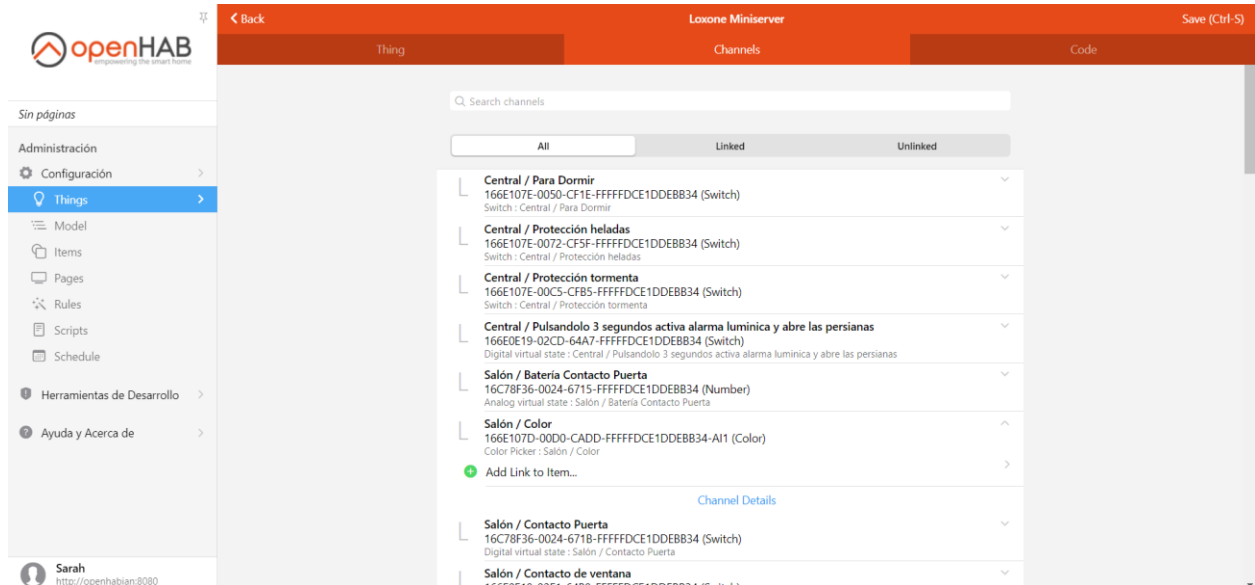 openHAB
empowering the smart home
Sin páginas
Administración
Configuración
Things
Model
Items
Pages
Rules
Scripts
Schedule
Herramientas de Desarrollo
Ayuda y Acerca de
Sarah
http://openhabian:8080
Back
Loxone Miniserver
Save (Ctrl-S)
Thing
Channels
Code
Search channels
All
Linked
Unlinked
Central / Para Dormir
166E107E-0050-CF1E-FFFFFDCE1DDEBB34 (Switch)
Switch : Central / Para Dormir
Central / Protección heladas
166E107E-0072-CF5F-FFFFFDCE1DDEBB34 (Switch)
Switch : Central / Protección heladas
Central / Protección tormenta
166E107E-00C5-CFB5-FFFFFDCE1DDEBB34 (Switch)
Switch : Central / Protección tormenta
Central / Pulsandolo 3 segundos activa alarma luminica y abre las persianas
166E0E19-02CD-64A7-FFFFFDCE1DDEBB34 (Switch)
Digital virtual state : Central / Pulsandolo 3 segundos activa alarma luminica y abre las persianas
Salón / Batería Contacto Puerta
16C78F36-0024-6715-FFFFFDCE1DDEBB34 (Number)
Analog virtual state : Salón / Batería Contacto Puerta
Salón / Color
166E107D-00D0-CADD-FFFFFDCE1DDEBB34-AI1 (Color)
Color Picker : Salón / Color
Add Link to Item...
Channel Details
Salón / Contacto Puerta
16C78F36-0024-671B-FFFFFDCE1DDEBB34 (Switch)
Digital virtual state : Salón / Contacto Puerta
Salón / Contacto de ventana